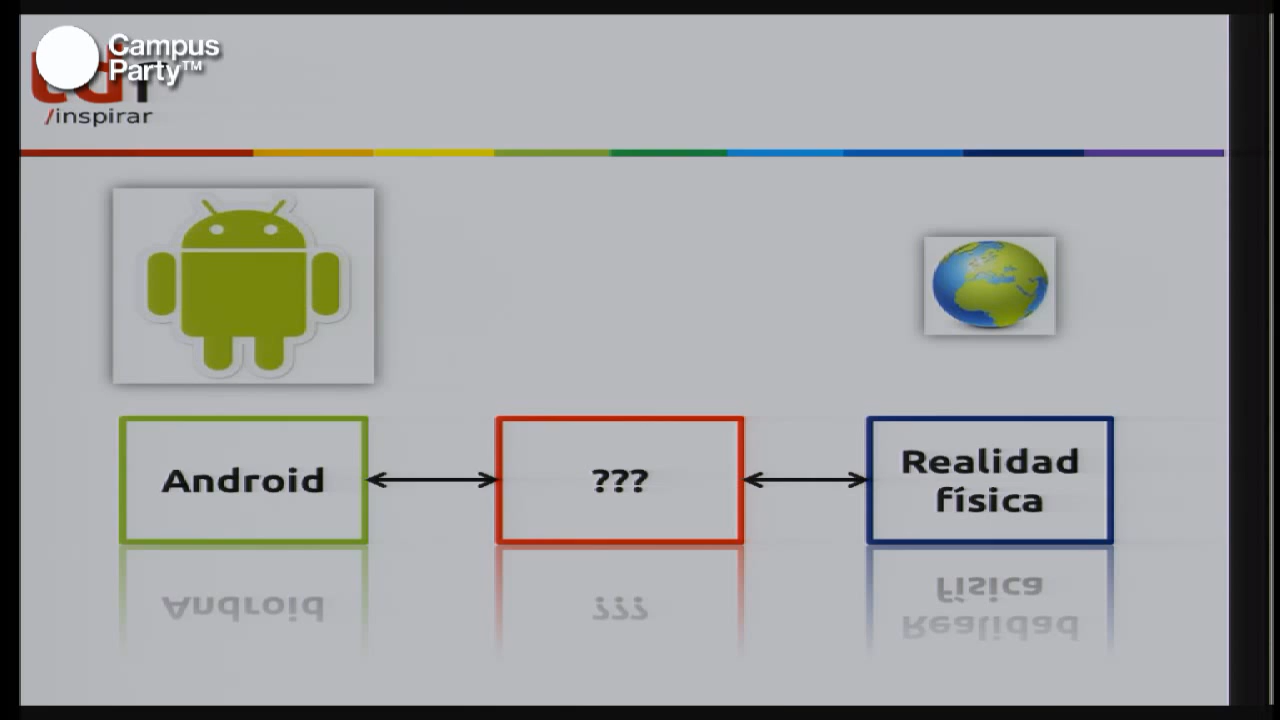 Campus
Party™
/inspirar
Android
???
Realidad
física